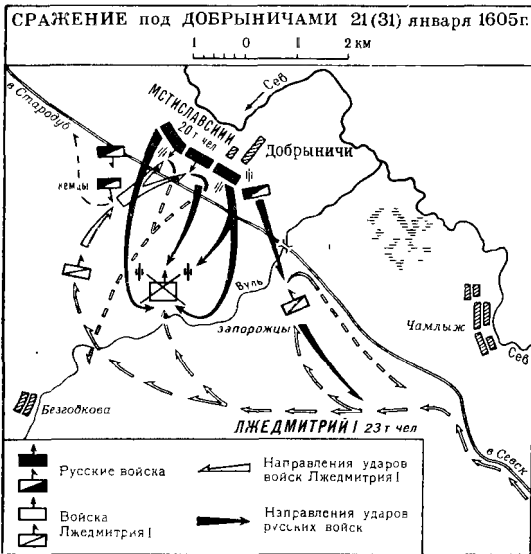 СРАЖЕНИЕ под ДОБРЫНИЧАМИ 21(31) января 1605г.
1 0 1 2 км
в Стародуб
МСТИСЛАВСКИЙ
20 т чел
Сев
Добрыничи
немцы
Вуль
запорожцы
Чамлыж
Сев
Безгодкова
ЛЖЕДМИТРИЙ I 23 т чел
в Севск
Русские войска
Войска
Лжедмитрия I
Направления ударов
войск Лжедмитрия I
Направления ударов
русских войск